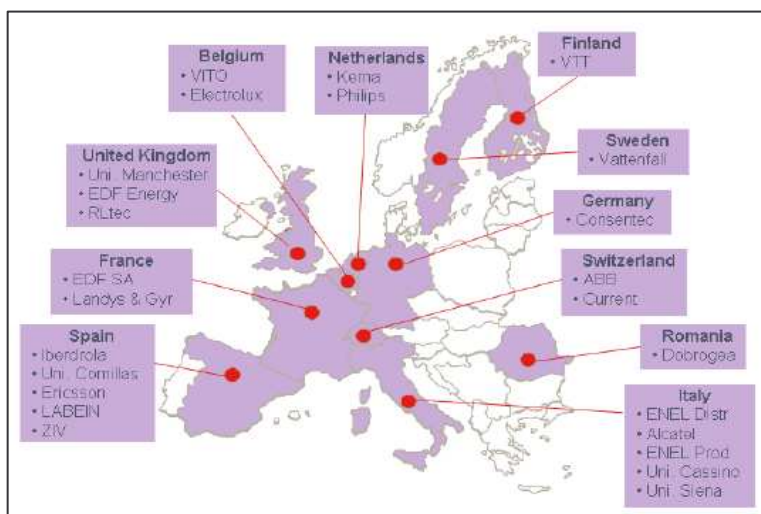 Belgium
• VITO
• Electrolux
Netherlands
• Kema
• Philips
Finland
• VTT
United Kingdom
• Uni. Manchester
• EDF Energy
• RLtec
Sweden
• Vattenfall
Germany
• Consentec
France
• EDF SA
• Landys & Gyr
Switzerland
• ABB
• Current
Spain
• Iberdrola
• Uni. Comillas
• Ericsson
• LABEIN
• ZIV
Romania
• Dobrogea
Italy
• ENEL Distr
• Alcatel
• ENEL Prod
• Uni. Cassino
• Uni. Siena